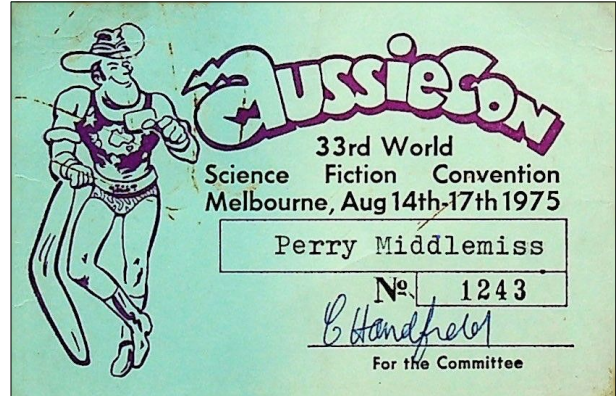 AUSSIECON
33rd World
Science Fiction Convention
Melbourne, Aug 14th-17th 1975
Perry Middlemiss
No. 1243
C Handfield
For the Committee